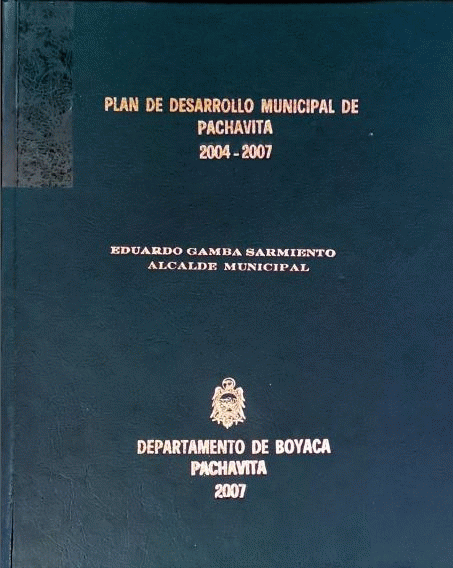 PLAN DE DESARROLLO MUNICIPAL DE
PACHAVITA
2004-2007
EDUARDO GAMBA SARMIENTO
ALCALDE MUNICIPAL
DEPARTAMENTO DE BOYACA
PACHAVITA
2007